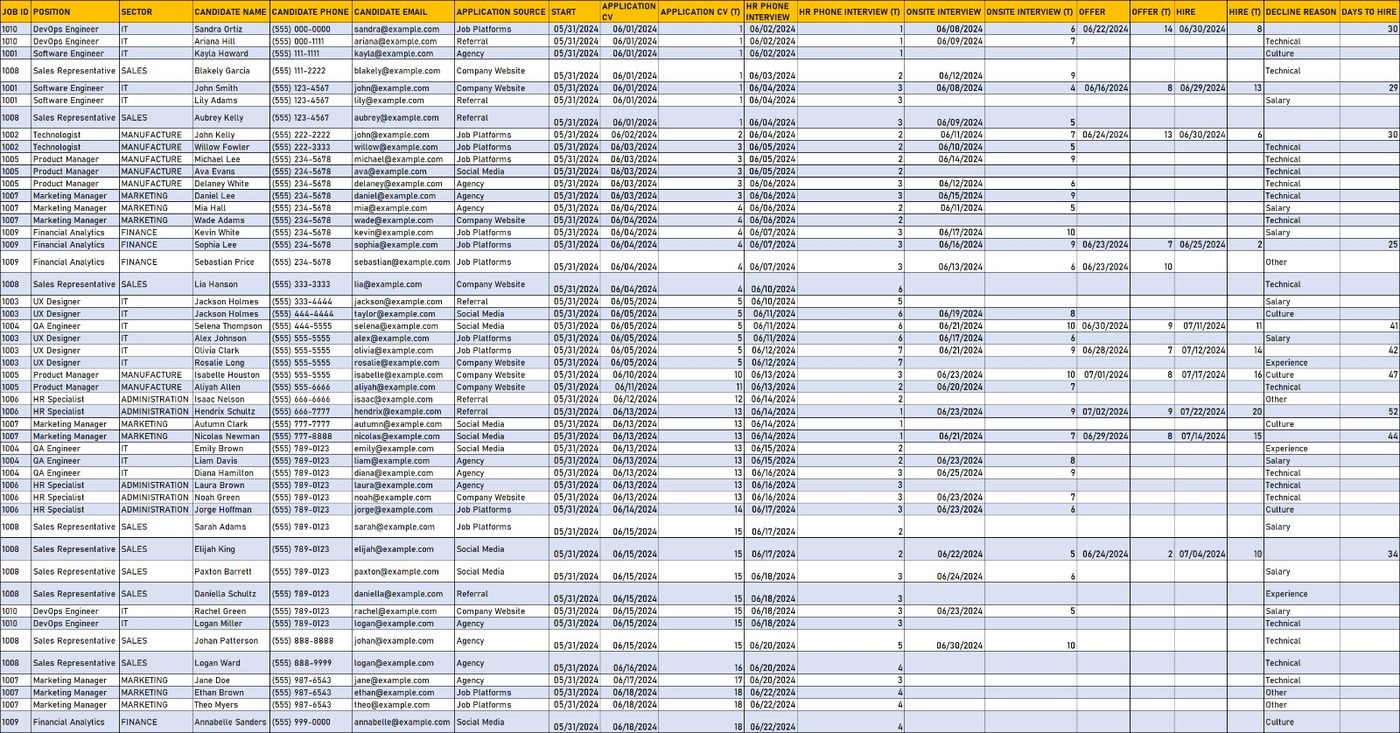 JOB ID POSITION SECTOR CANDIDATE NAME CANDIDATE PHONE CANDIDATE EMAIL APPLICATION SOURCE START APPLICATION CV APPLICATION CV (T) HR PHONE INTERVIEW HR PHONE INTERVIEW (T) ONSITE INTERVIEW ONSITE INTERVIEW (T) OFFER OFFER (T) HIRE HIRE (T) DECLINE REASON DAYS TO HIRE
1010 DevOps Engineer IT Sandra Ortiz (555) 000-0000 sandra@example.com Job Platforms 05/31/2024 06/01/2024 1 06/02/2024 1 06/08/2024 6 06/22/2024 14 06/30/2024 8 30
1010 DevOps Engineer IT Ariana Hill (555) 000-1111 ariana@example.com Referral 05/31/2024 06/01/2024 1 06/02/2024 1 06/09/2024 7 Technical
1001 Software Engineer IT Kayla Howard (555) 111-1111 kayla@example.com Agency 05/31/2024 06/01/2024 1 06/02/2024 1 Culture
1008 Sales Representative SALES Blakely Garcia (555) 111-2222 blakely@example.com Company Website 05/31/2024 06/01/2024 1 06/03/2024 2 06/12/2024 9 Technical
1001 Software Engineer IT John Smith (555) 123-4567 john@example.com Company Website 05/31/2024 06/01/2024 1 06/04/2024 3 06/08/2024 4 06/16/2024 8 06/29/2024 13 29
1001 Software Engineer IT Lily Adams (555) 123-4567 lily@example.com Referral 05/31/2024 06/01/2024 1 06/04/2024 3 Salary
1008 Sales Representative SALES Aubrey Kelly (555) 123-4567 aubrey@example.com Referral 05/31/2024 06/01/2024 1 06/04/2024 3 06/09/2024 5 Technical
1002 Technologist MANUFACTURE John Kelly (555) 222-2222 john@example.com Job Platforms 05/31/2024 06/02/2024 2 06/04/2024 2 06/11/2024 7 06/24/2024 13 06/30/2024 6 30
1002 Technologist MANUFACTURE Willow Fowler (555) 222-3333 willow@example.com Job Platforms 05/31/2024 06/03/2024 3 06/05/2024 2 06/10/2024 5 Technical
1005 Product Manager MANUFACTURE Michael Lee (555) 234-5678 michael@example.com Job Platforms 05/31/2024 06/03/2024 3 06/05/2024 2 06/14/2024 9 Technical
1005 Product Manager MANUFACTURE Ava Evans (555) 234-5678 ava@example.com Social Media 05/31/2024 06/03/2024 3 06/05/2024 2 Technical
1005 Product Manager MANUFACTURE Delaney White (555) 234-5678 delaney@example.com Agency 05/31/2024 06/03/2024 3 06/06/2024 3 06/12/2024 6 Technical
1007 Marketing Manager MARKETING Daniel Lee (555) 234-5678 daniel@example.com Agency 05/31/2024 06/03/2024 3 06/06/2024 3 06/15/2024 9 Technical
1007 Marketing Manager MARKETING Mia Hall (555) 234-5678 mia@example.com Agency 05/31/2024 06/04/2024 4 06/06/2024 2 06/11/2024 5 Salary
1007 Marketing Manager MARKETING Wade Adams (555) 234-5678 wade@example.com Company Website 05/31/2024 06/04/2024 4 06/06/2024 2 Technical
1009 Financial Analytics FINANCE Kevin White (555) 234-5678 kevin@example.com Job Platforms 05/31/2024 06/04/2024 4 06/07/2024 3 06/17/2024 10 Salary
1009 Financial Analytics FINANCE Sophia Lee (555) 234-5678 sophia@example.com Job Platforms 05/31/2024 06/04/2024 4 06/07/2024 3 06/16/2024 9 06/23/2024 7 06/25/2024 2 25
1009 Financial Analytics FINANCE Sebastian Price (555) 234-5678 sebastian@example.com Job Platforms 05/31/2024 06/04/2024 4 06/07/2024 3 06/13/2024 6 06/23/2024 10 Other
1008 Sales Representative SALES Lia Hanson (555) 333-3333 lia@example.com Company Website 05/31/2024 06/04/2024 4 06/10/2024 6 Technical
1003 UX Designer IT Jackson Holmes (555) 333-4444 jackson@example.com Referral 05/31/2024 06/05/2024 5 06/10/2024 5 Salary
1003 UX Designer IT Jackson Holmes (555) 444-4444 taylor@example.com Social Media 05/31/2024 06/05/2024 5 06/11/2024 6 06/19/2024 8 Culture
1004 QA Engineer IT Selena Thompson (555) 444-5555 selena@example.com Social Media 05/31/2024 06/05/2024 5 06/11/2024 6 06/21/2024 10 06/30/2024 9 07/11/2024 11 41
1003 UX Designer IT Alex Johnson (555) 555-5555 alex@example.com Job Platforms 05/31/2024 06/05/2024 5 06/11/2024 6 06/17/2024 6 Salary
1003 UX Designer IT Olivia Clark (555) 555-5555 olivia@example.com Job Platforms 05/31/2024 06/05/2024 5 06/12/2024 7 06/21/2024 9 06/28/2024 7 07/12/2024 14 42
1003 UX Designer IT Rosalie Long (555) 555-5555 rosalie@example.com Company Website 05/31/2024 06/05/2024 5 06/12/2024 7 Experience
1005 Product Manager MANUFACTURE Isabelle Houston (555) 555-5555 isabelle@example.com Company Website 05/31/2024 06/10/2024 10 06/13/2024 3 06/23/2024 10 07/01/2024 8 07/17/2024 16 Culture 47
1005 Product Manager MANUFACTURE Aliyah Allen (555) 555-6666 aliyah@example.com Company Website 05/31/2024 06/11/2024 11 06/13/2024 2 06/20/2024 7 Technical
1006 HR Specialist ADMINISTRATION Isaac Nelson (555) 666-6666 isaac@example.com Referral 05/31/2024 06/12/2024 12 06/14/2024 2 Other
1006 HR Specialist ADMINISTRATION Hendrix Schultz (555) 666-7777 hendrix@example.com Referral 05/31/2024 06/13/2024 13 06/14/2024 1 06/23/2024 9 07/02/2024 9 07/22/2024 20 52
1007 Marketing Manager MARKETING Autumn Clark (555) 777-7777 autumn@example.com Social Media 05/31/2024 06/13/2024 13 06/14/2024 1 Culture
1007 Marketing Manager MARKETING Nicolas Newman (555) 777-8888 nicolas@example.com Social Media 05/31/2024 06/13/2024 13 06/14/2024 1 06/21/2024 7 06/29/2024 8 07/14/2024 15 44
1004 QA Engineer IT Emily Brown (555) 789-0123 emily@example.com Social Media 05/31/2024 06/13/2024 13 06/15/2024 2 Experience
1004 QA Engineer IT Liam Davis (555) 789-0123 liam@example.com Agency 05/31/2024 06/13/2024 13 06/15/2024 2 06/23/2024 8 Salary
1004 QA Engineer IT Diana Hamilton (555) 789-0123 diana@example.com Agency 05/31/2024 06/13/2024 13 06/16/2024 3 06/25/2024 9 Technical
1006 HR Specialist ADMINISTRATION Laura Brown (555) 789-0123 laura@example.com Agency 05/31/2024 06/13/2024 13 06/16/2024 3 Technical
1006 HR Specialist ADMINISTRATION Noah Green (555) 789-0123 noah@example.com Company Website 05/31/2024 06/13/2024 13 06/16/2024 3 06/23/2024 7 Technical
1006 HR Specialist ADMINISTRATION Jorge Hoffman (555) 789-0123 jorge@example.com Job Platforms 05/31/2024 06/14/2024 14 06/17/2024 3 06/23/2024 6 Technical
1008 Sales Representative SALES Sarah Adams (555) 789-0123 sarah@example.com Job Platforms 05/31/2024 06/15/2024 15 06/17/2024 2 Salary
1008 Sales Representative SALES Elijah King (555) 789-0123 elijah@example.com Social Media 05/31/2024 06/15/2024 15 06/17/2024 2 06/22/2024 5 06/24/2024 2 07/04/2024 10 34
1008 Sales Representative SALES Paxton Barrett (555) 789-0123 paxton@example.com Social Media 05/31/2024 06/15/2024 15 06/18/2024 3 06/24/2024 6 Salary
1008 Sales Representative SALES Daniella Schultz (555) 789-0123 daniella@example.com Referral 05/31/2024 06/15/2024 15 06/18/2024 3 Experience
1010 DevOps Engineer IT Rachel Green (555) 789-0123 rachel@example.com Company Website 05/31/2024 06/15/2024 15 06/18/2024 3 06/23/2024 5 Salary
1010 DevOps Engineer IT Logan Miller (555) 789-0123 logan@example.com Agency 05/31/2024 06/15/2024 15 06/18/2024 3 Technical
1008 Sales Representative SALES Johan Patterson (555) 888-8888 johan@example.com Agency 05/31/2024 06/15/2024 15 06/20/2024 5 06/30/2024 10 Technical
1008 Sales Representative SALES Logan Ward (555) 888-9999 logan@example.com Agency 05/31/2024 06/16/2024 16 06/20/2024 4 Technical
1007 Marketing Manager MARKETING Jane Doe (555) 987-6543 jane@example.com Agency 05/31/2024 06/17/2024 17 06/20/2024 3 Technical
1007 Marketing Manager MARKETING Ethan Brown (555) 987-6543 ethan@example.com Job Platforms 05/31/2024 06/18/2024 18 06/22/2024 4 Other
1007 Marketing Manager MARKETING Theo Myers (555) 987-6543 theo@example.com Job Platforms 05/31/2024 06/18/2024 18 06/22/2024 4 Other
1009 Financial Analytics FINANCE Annabelle Sanders (555) 999-0000 annabelle@example.com Social Media 05/31/2024 06/18/2024 18 06/22/2024 4 Culture